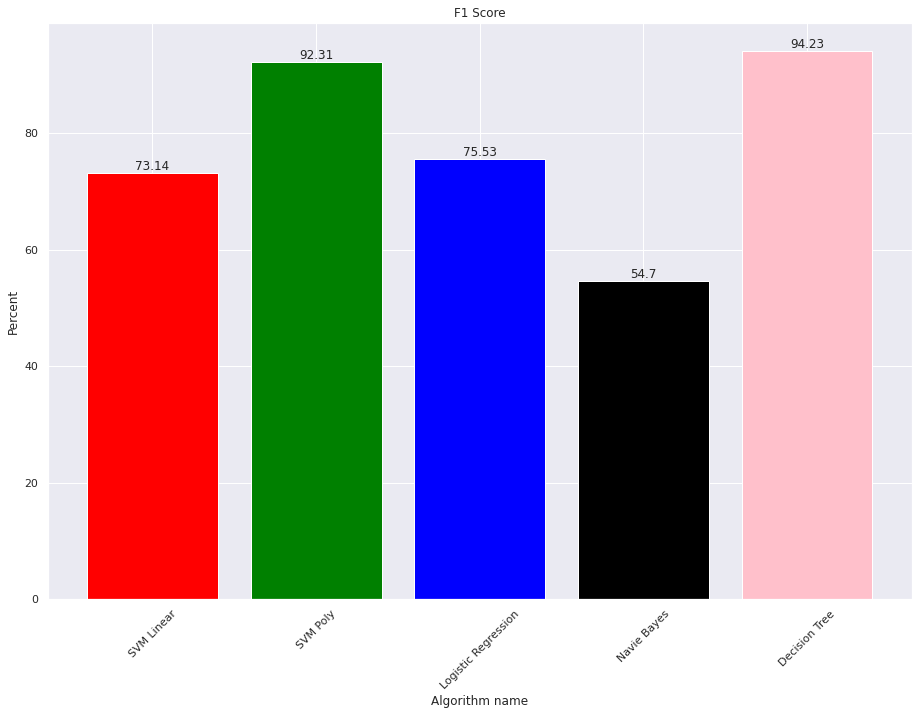 F1 Score
94.23
92.31
75.53
73.14
54.7
80
60
40
20
0
Percent
SVM Linear
SVM Poly
Logistic Regression
Navie Bayes
Decision Tree
Algorithm name